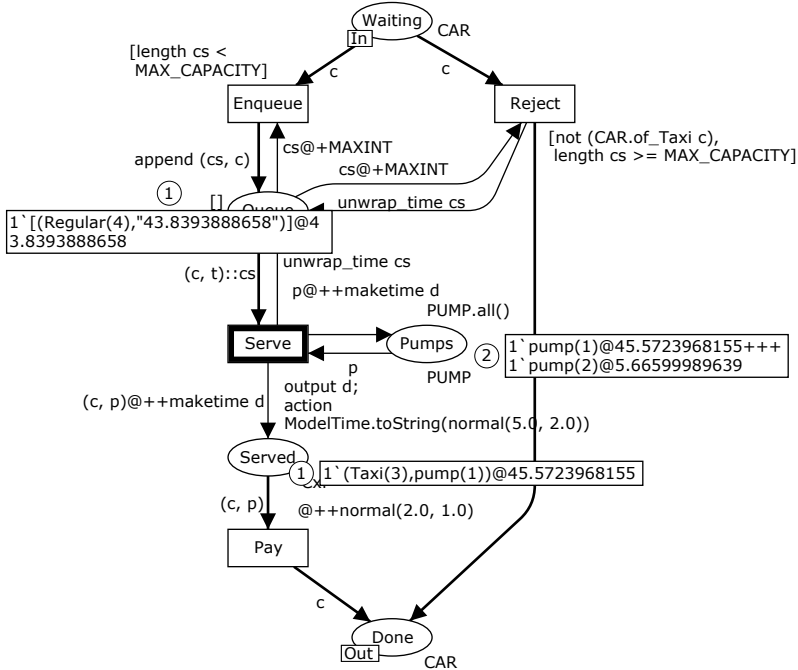 Waiting
In
CAR
[length cs <
MAX_CAPACITY]
c
c
Enqueue
Reject
[not (CAR.of_Taxi c),
length cs >= MAX_CAPACITY]
append (cs, c)
cs@+MAXINT
cs@+MAXINT
1
[]
Queue
unwrap_time cs
1`[(Regular(4),"43.8393888658")]@4
3.8393888658
(c, t)::cs
unwrap_time cs
p@++maketime d
PUMP.all()
Serve
Pumps
2
1`pump(1)@45.5723968155+++
1`pump(2)@5.66599989639
p
PUMP
(c, p)@++maketime d
output d;
action
ModelTime.toString(normal(5.0, 2.0))
Served
1
1`(Taxi(3),pump(1))@45.5723968155
(c, p)
@++normal(2.0, 1.0)
Pay
c
Done
Out
CAR